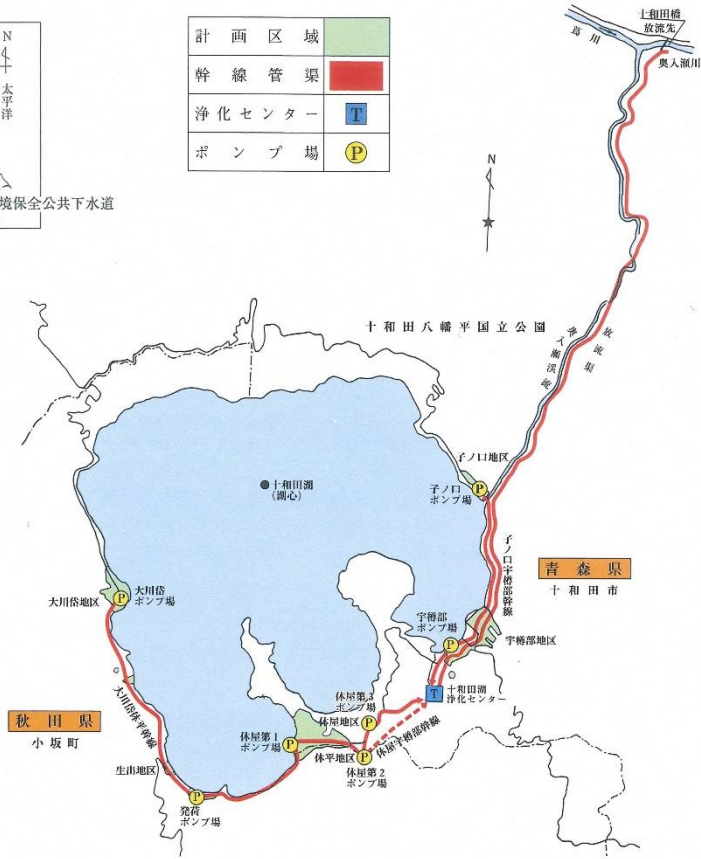 N
太平洋
境保全公共下水道
計画区域
幹線管渠
浄化センター
T
ポンプ場
P
十和田橋
放流先
蔦川
奥入瀬川
N
十和田八幡平国立公園
放流渠
奥入瀬渓流
子ノ口地区
P
子ノ口
ポンプ場
十和田湖
(湖心)
子ノ口宇樽部幹線
青森県
十和田市
大川岱
ポンプ場
P
大川岱地区
宇樽部
ポンプ場
P
宇樽部地区
T
十和田湖
浄化センター
大川岱休平幹線
秋田県
小坂町
休屋第3
ポンプ場
P
休屋地区
休屋第1
ポンプ場
P
休平地区
休屋宇樽部幹線
P
休屋第2
ポンプ場
生出地区
P
発荷
ポンプ場